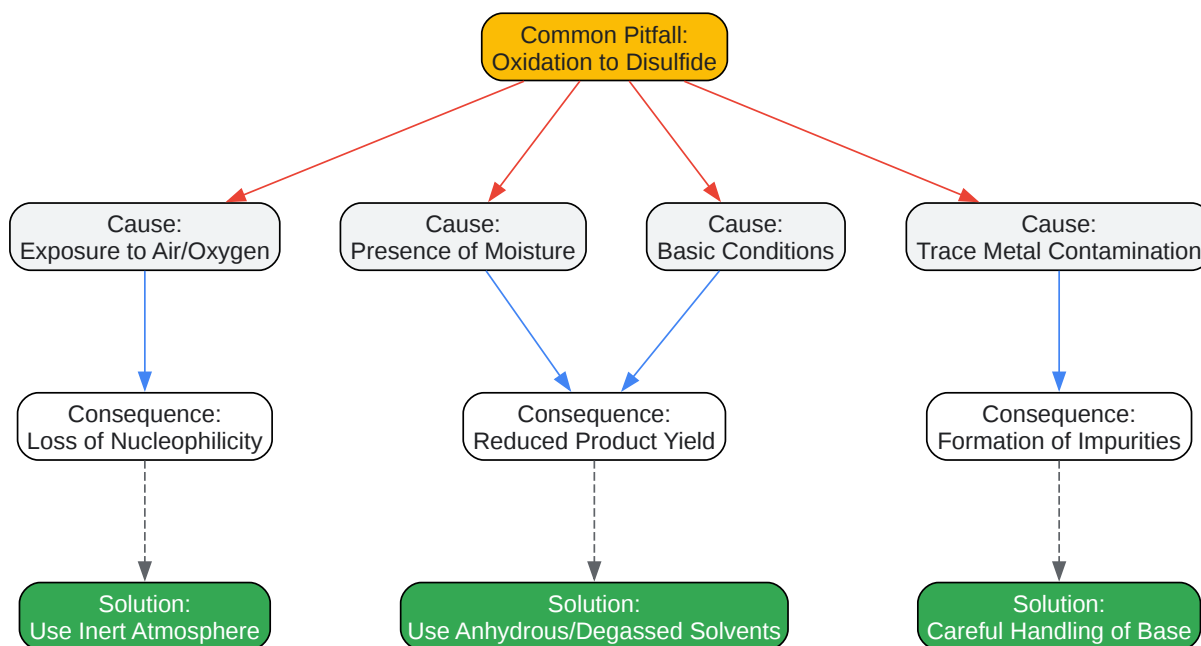 Common Pitfall:
Oxidation to Disulfide
Cause:
Exposure to Air/Oxygen
Cause:
Presence of Moisture
Cause:
Basic Conditions
Cause:
Trace Metal Contamination
Consequence:
Loss of Nucleophilicity
Consequence:
Reduced Product Yield
Consequence:
Formation of Impurities
Solution:
Use Inert Atmosphere
Solution:
Use Anhydrous/Degassed Solvents
Solution:
Careful Handling of Base